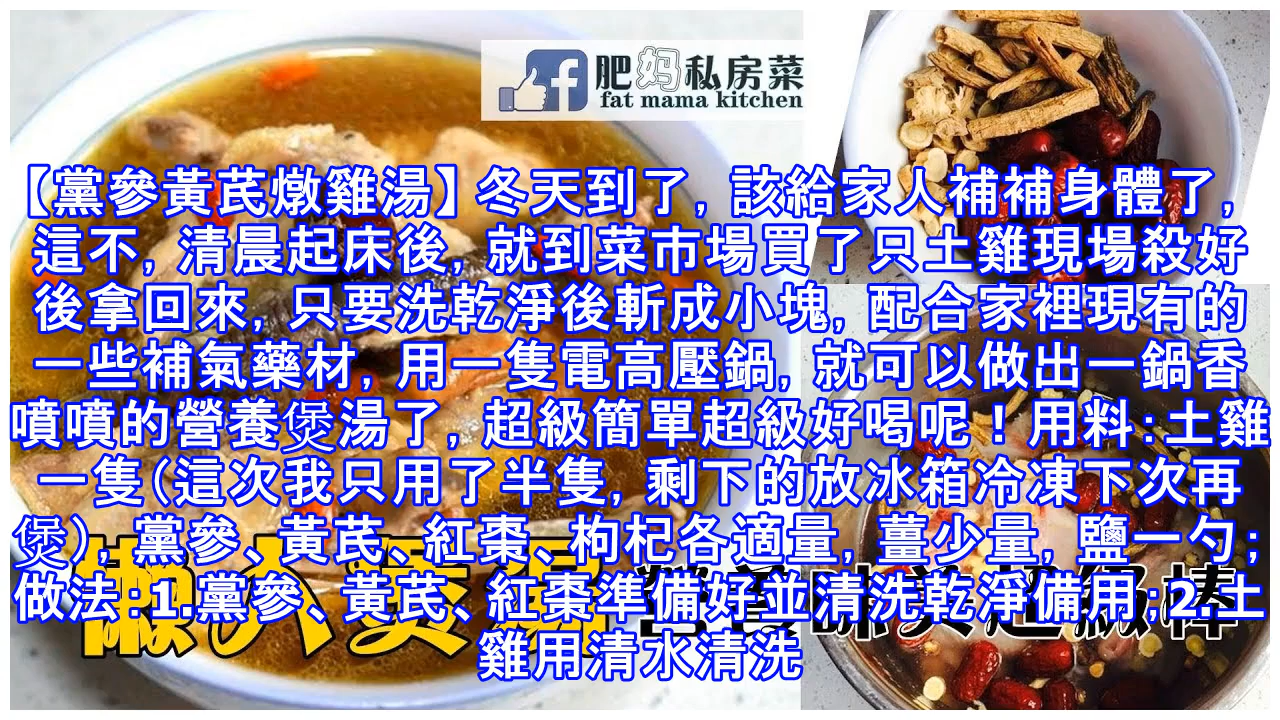 肥妈私房菜
fat mama kitchen
【黨參黃芪燉雞湯】冬天到了,該給家人補補身體了,
這不,清晨起床後,就到菜市場買了只土雞現場殺好
後拿回來,只要洗乾淨後斬成小塊,配合家裡現有的
一些補氣藥材,用一隻電高壓鍋,就可以做出一鍋香
噴噴的營養煲湯了,超級簡單超級好喝呢！用料:土雞
一隻(這次我只用了半隻,剩下的放冰箱冷凍下次再
煲),黨參、黃芪、紅棗、枸杞各適量,薑少量,鹽一勺;
做法:1.黨參、黃芪、紅棗準備好並清洗乾淨備用;2.土
雞用清水清洗